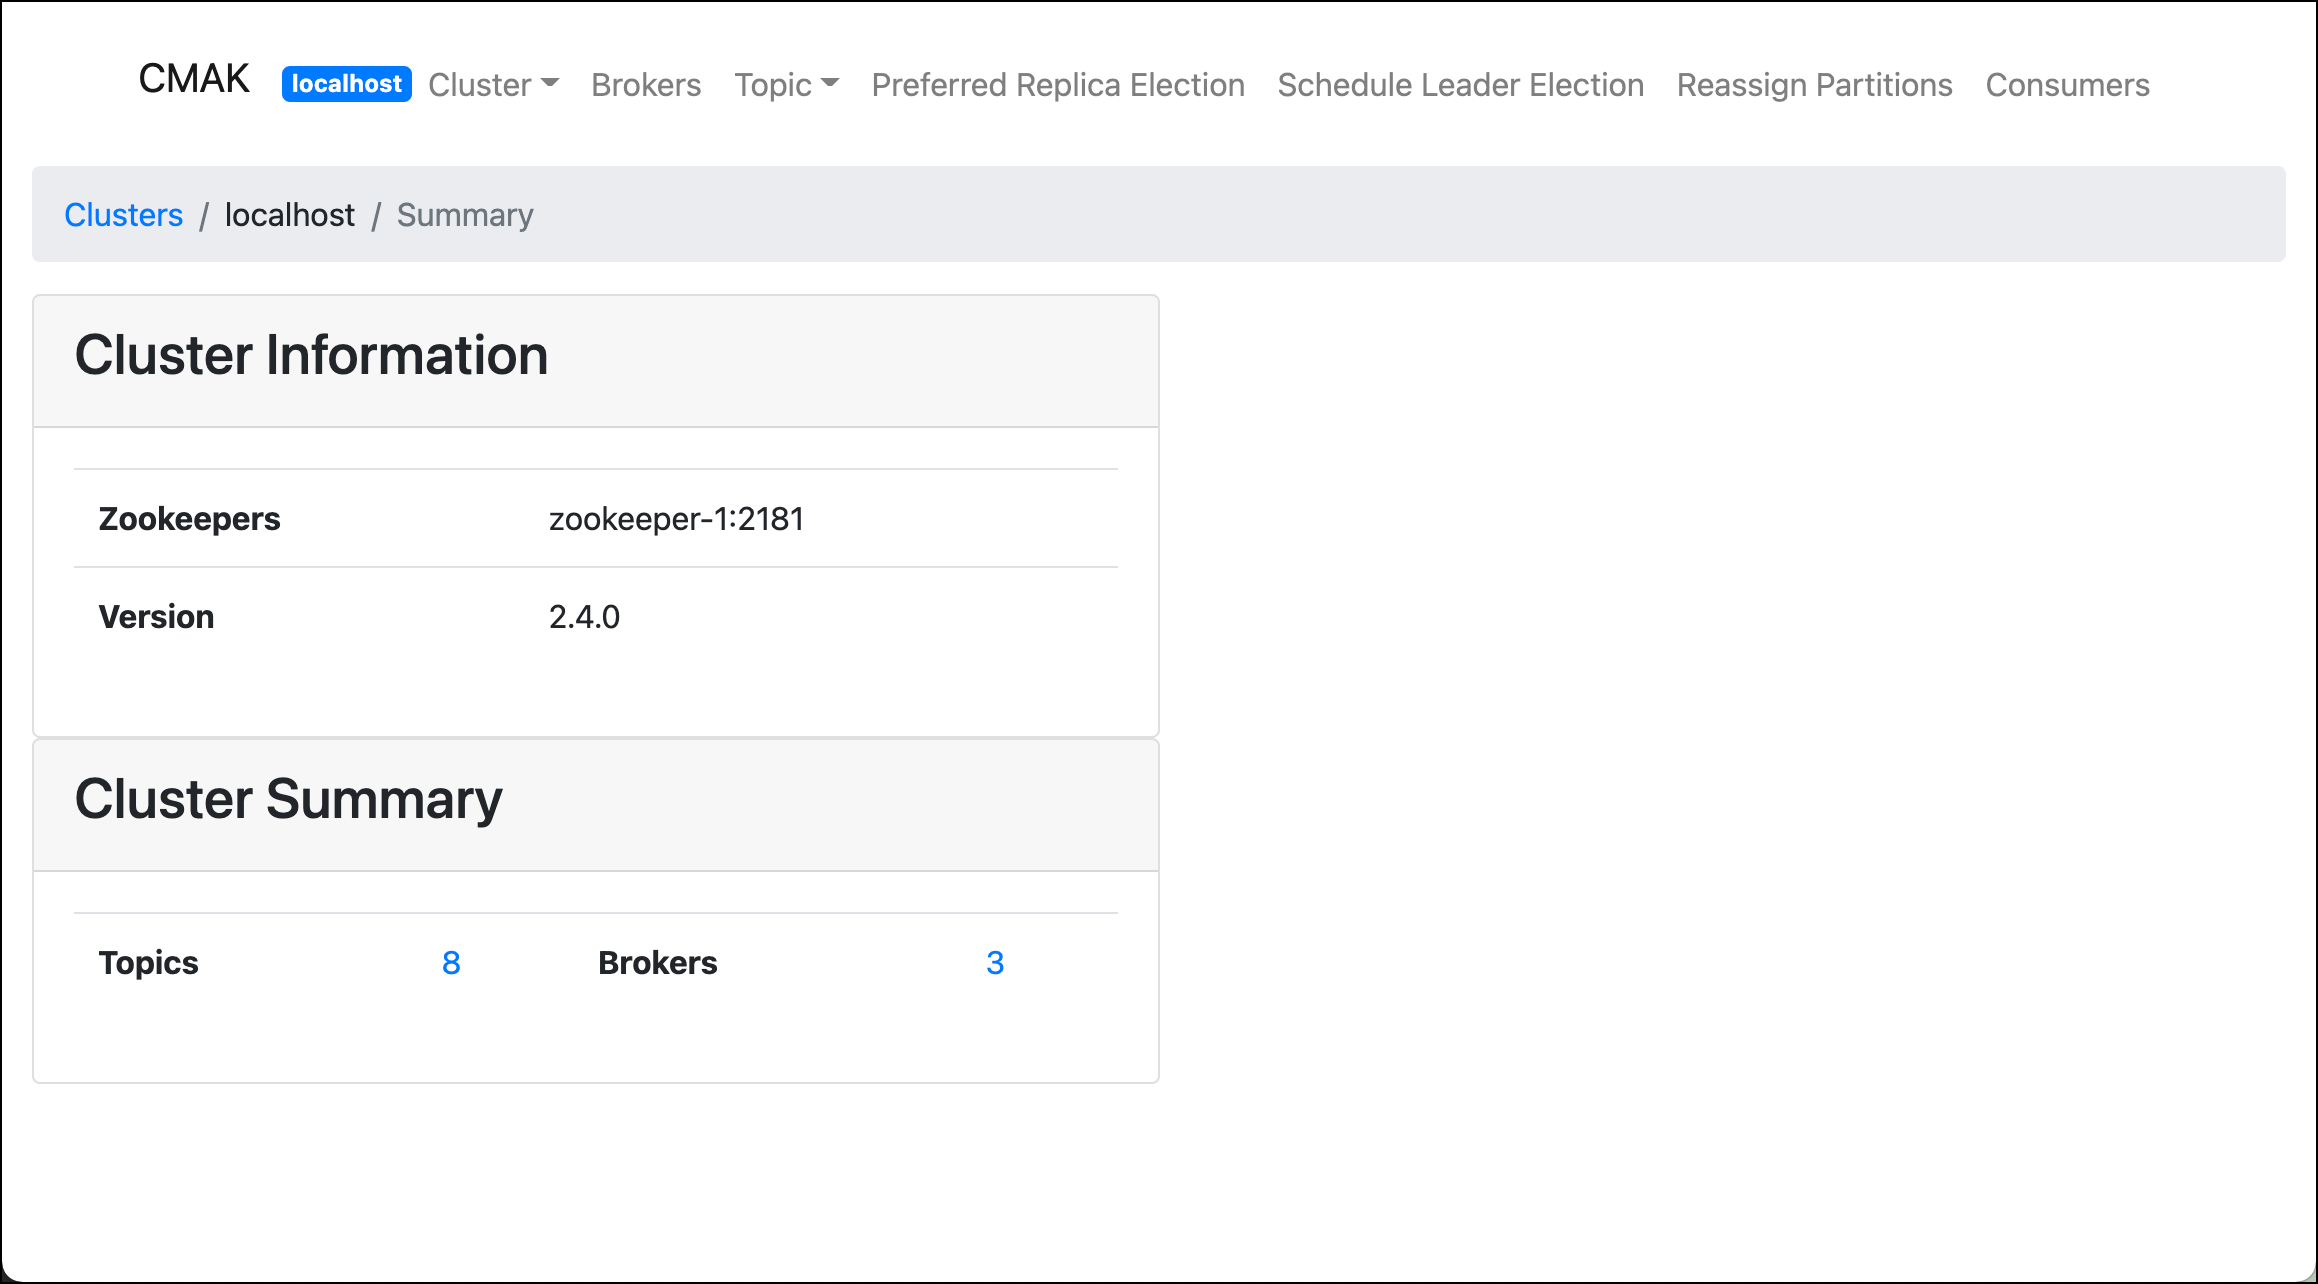 CMAK localhost Cluster Brokers Topic Preferred Replica Election Schedule Leader Election Reassign Partitions Consumers
Clusters / localhost / Summary
Cluster Information
Zookeepers zookeeper-1:2181
Version 2.4.0
Cluster Summary
Topics 8 Brokers 3